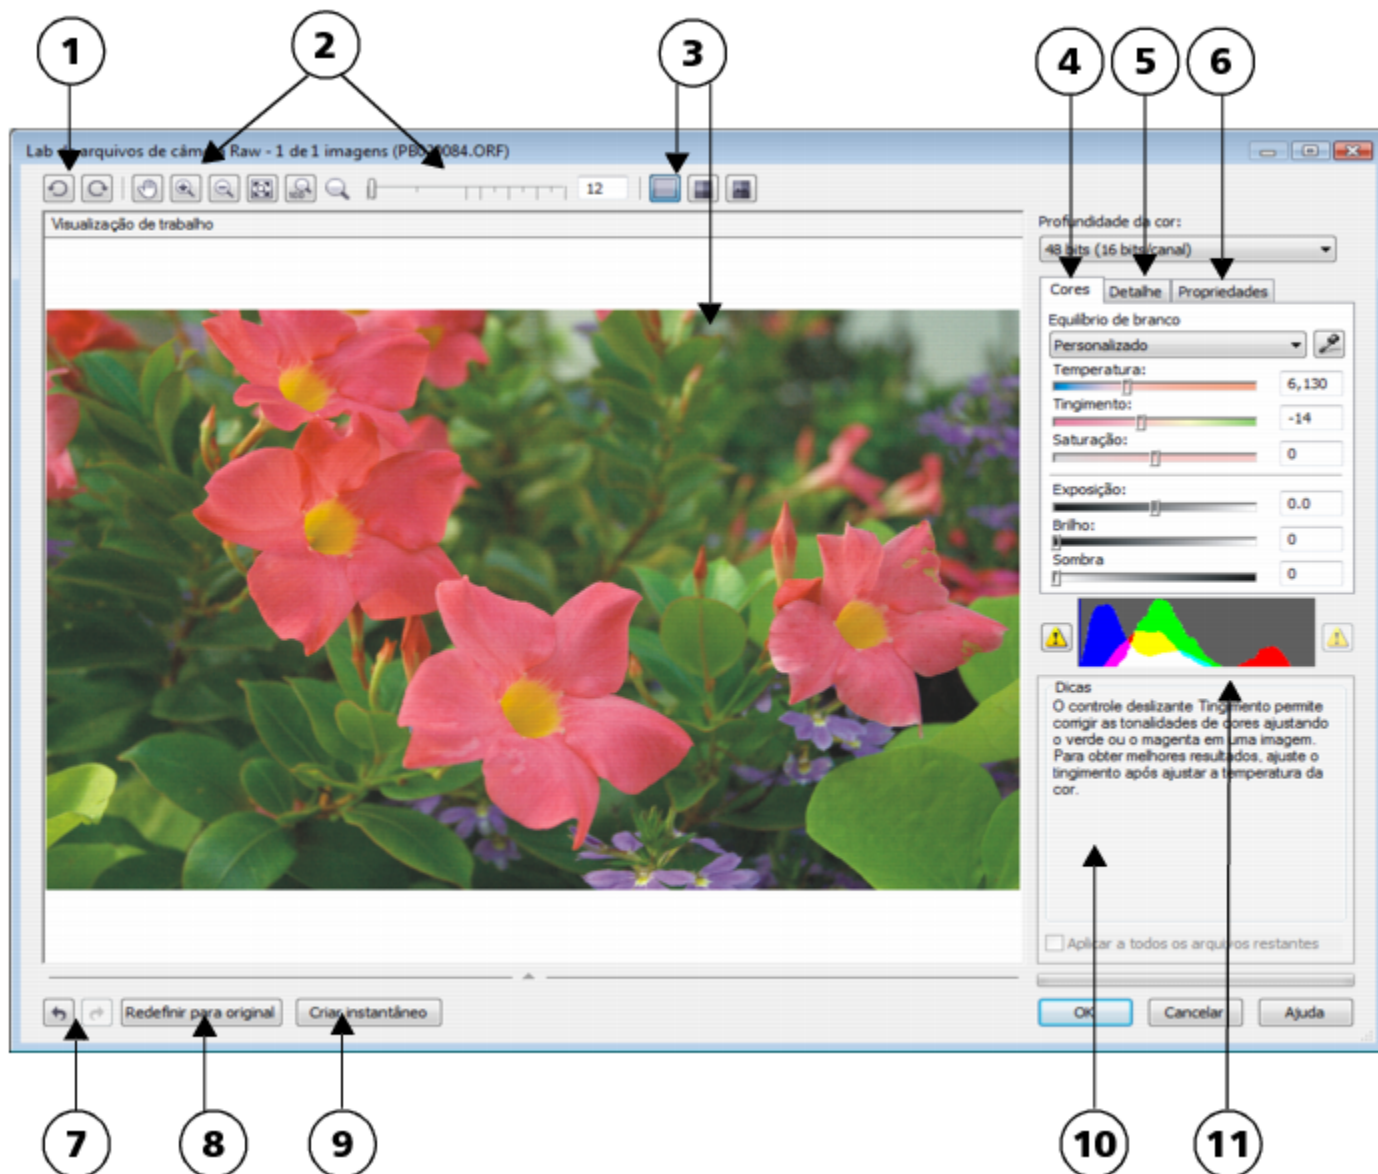 1
2
3
4
5
6
Lab de arquivos de câmera Raw - 1 de 1 imagens (PB020084.ORF)
12
Visualização de trabalho
Profundidade da cor:
48 bits (16 bits/canal)
Cores
Detalhe
Propriedades
Equilíbrio de branco
Personalizado
Temperatura:
6,130
Tingimento:
-14
Saturação:
0
Exposição:
0.0
Brilho:
0
Sombra
0
Dicas
O controle deslizante Tingimento permite
corrigir as tonalidades de cores ajustando
o verde ou o magenta em uma imagem.
Para obter melhores resultados, ajuste o
tingimento após ajustar a temperatura da
cor.
Aplicar a todos os arquivos restantes
Redefinir para original
Criar instantâneo
OK
Cancelar
Ajuda
7
8
9
10
11